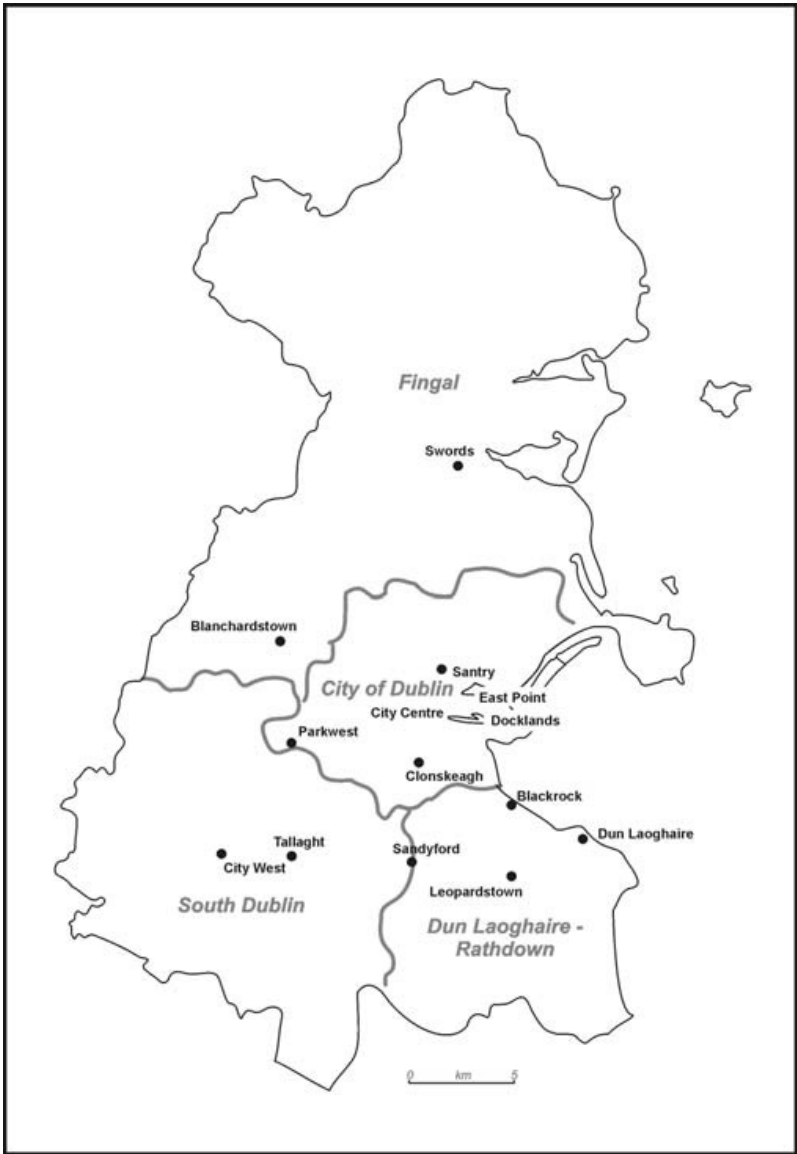 Fingal
Swords
Blanchardstown
Santry
City of Dublin
East Point
City Centre
Docklands
Parkwest
Clonskeagh
Blackrock
Dun Laoghaire
Tallaght
Sandyford
City West
Leopardstown
South Dublin
Dun Laoghaire -
Rathdown
0 km 5